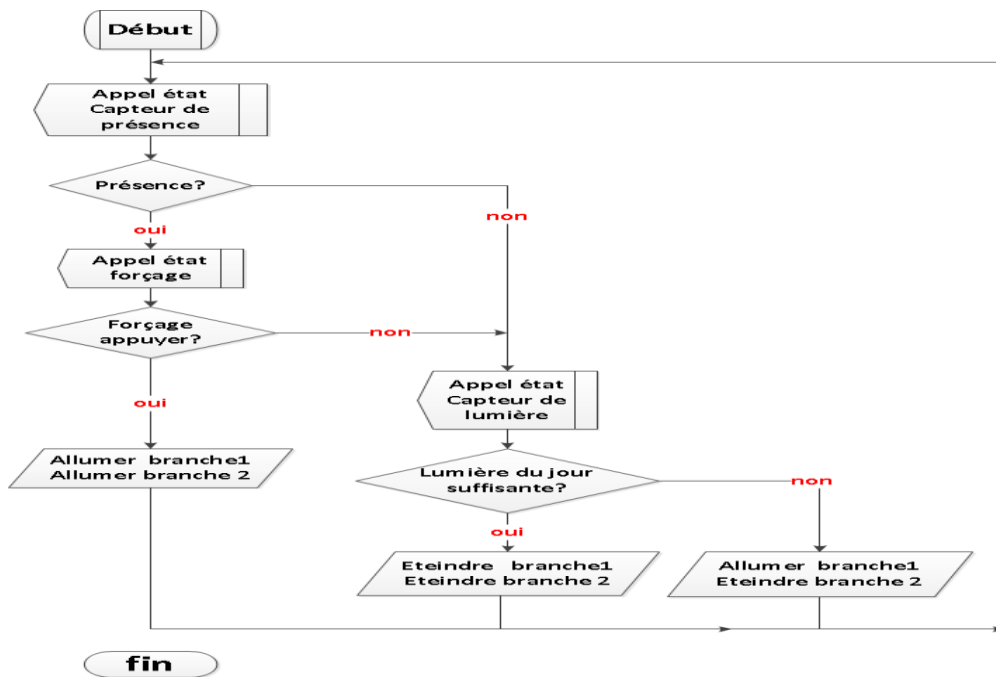 Début
Appel état
Capteur de
présence
Présence?
non
oui
Appel état
forçage
Forçage
appuyer?
non
oui
Appel état
Capteur de
lumière
Allumer branche1
Allumer branche 2
Lumière du jour
suffisante?
non
oui
Eteindre branche1
Eteindre branche 2
Allumer branche1
Eteindre branche 2
fin